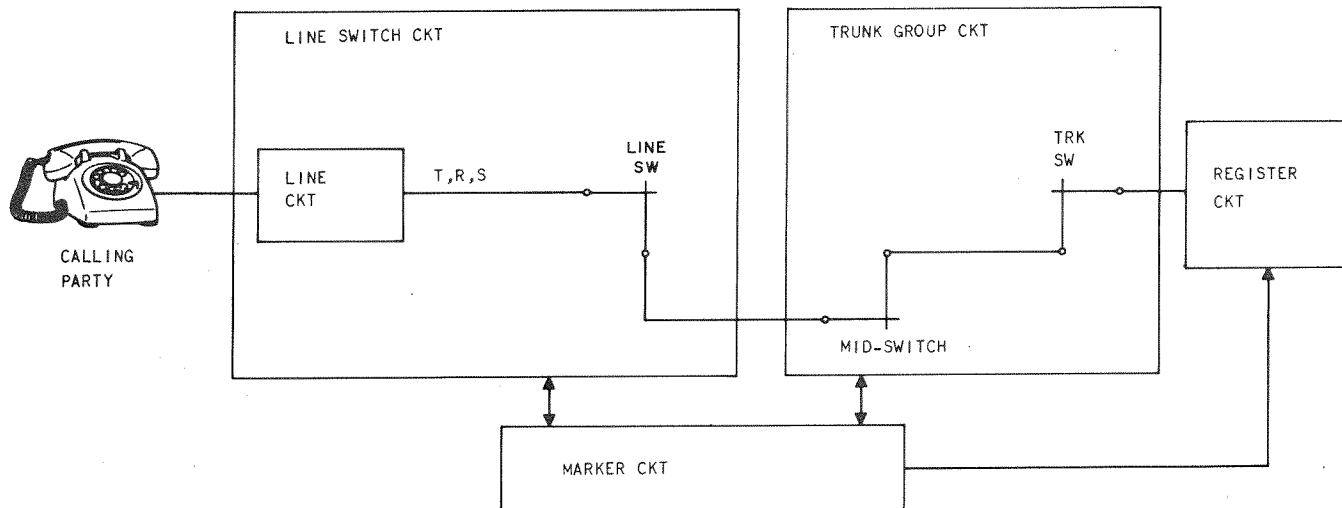 LINE SWITCH CKT
TRUNK GROUP CKT
LINE
SW
TRK
SW
LINE
CKT
T,R,S
REGISTER
CKT
CALLING
PARTY
MID-SWITCH
MARKER CKT